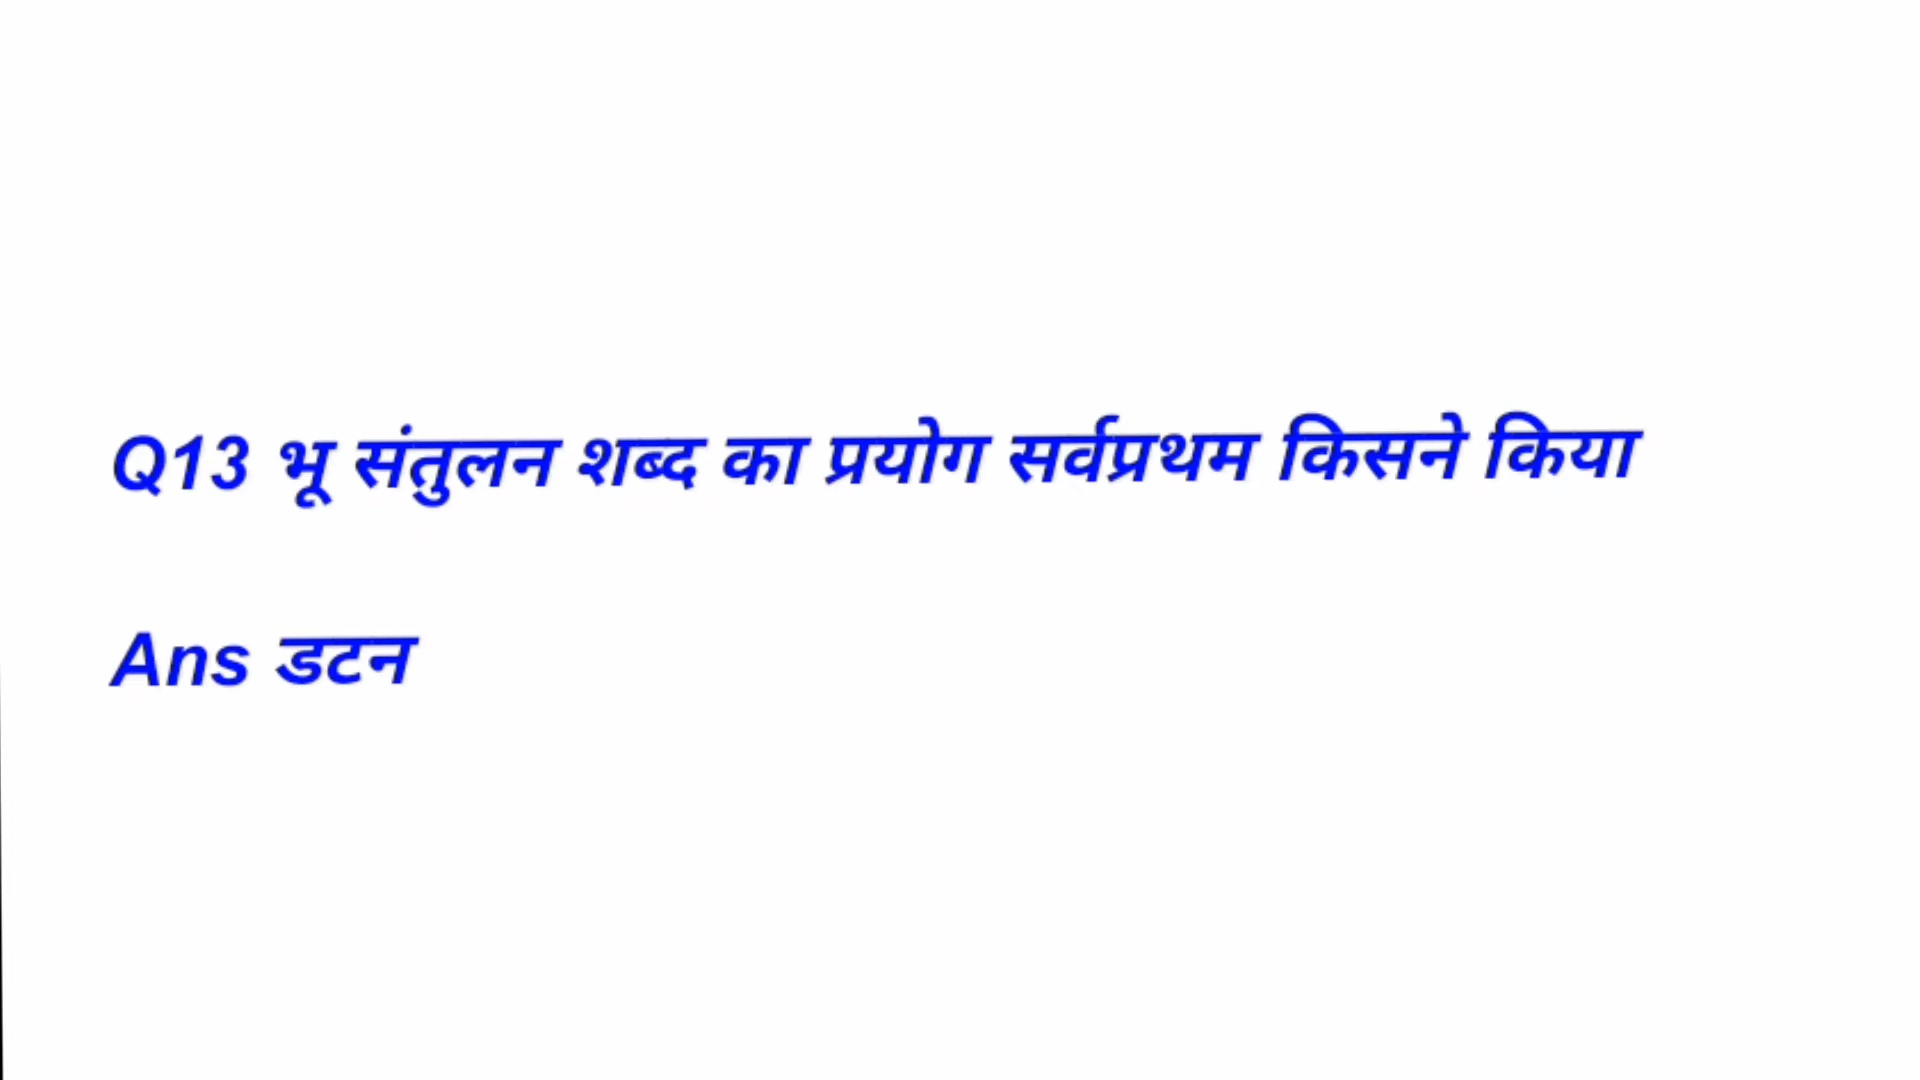 Q13 भू संतुलन शब्द का प्रयोग सर्वप्रथम किसने किया
Ans डटन